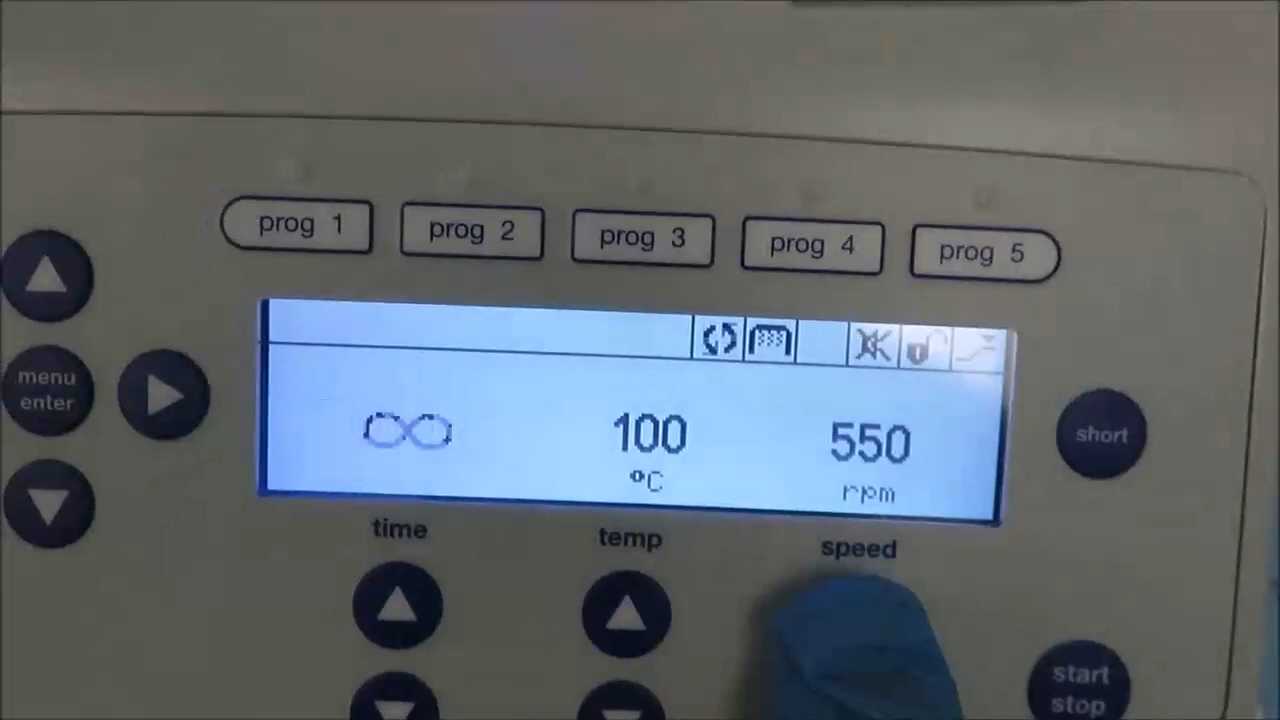 prog 1 prog 2 prog 3 prog 4 prog 5
menu
enter
∞ 100 550
°C rpm
short
time temp speed
start
stop